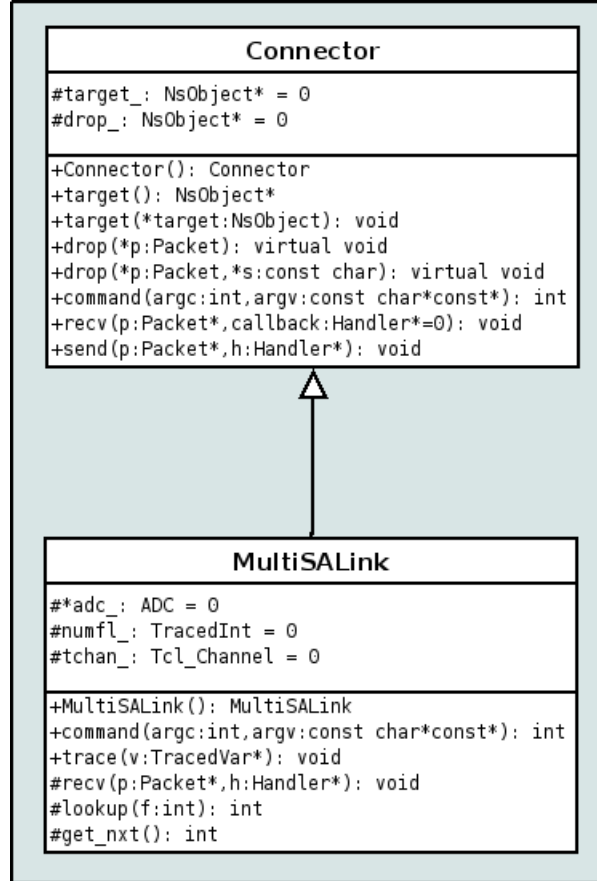 Connector
#target_: NsObject* = 0
#drop_: NsObject* = 0
+Connector(): Connector
+target(): NsObject*
+target(*target:NsObject): void
+drop(*p:Packet): virtual void
+drop(*p:Packet,*s:const char): virtual void
+command(argc:int,argv:const char*const*): int
+recv(p:Packet*,callback:Handler*=0): void
+send(p:Packet*,h:Handler*): void
MultiSALink
#*adc_: ADC = 0
#numfl_: TracedInt = 0
#tchan_: Tcl_Channel = 0
+MultiSALink(): MultiSALink
+command(argc:int,argv:const char*const*): int
+trace(v:TracedVar*): void
#recv(p:Packet*,h:Handler*): void
#lookup(f:int): int
#get_nxt(): int